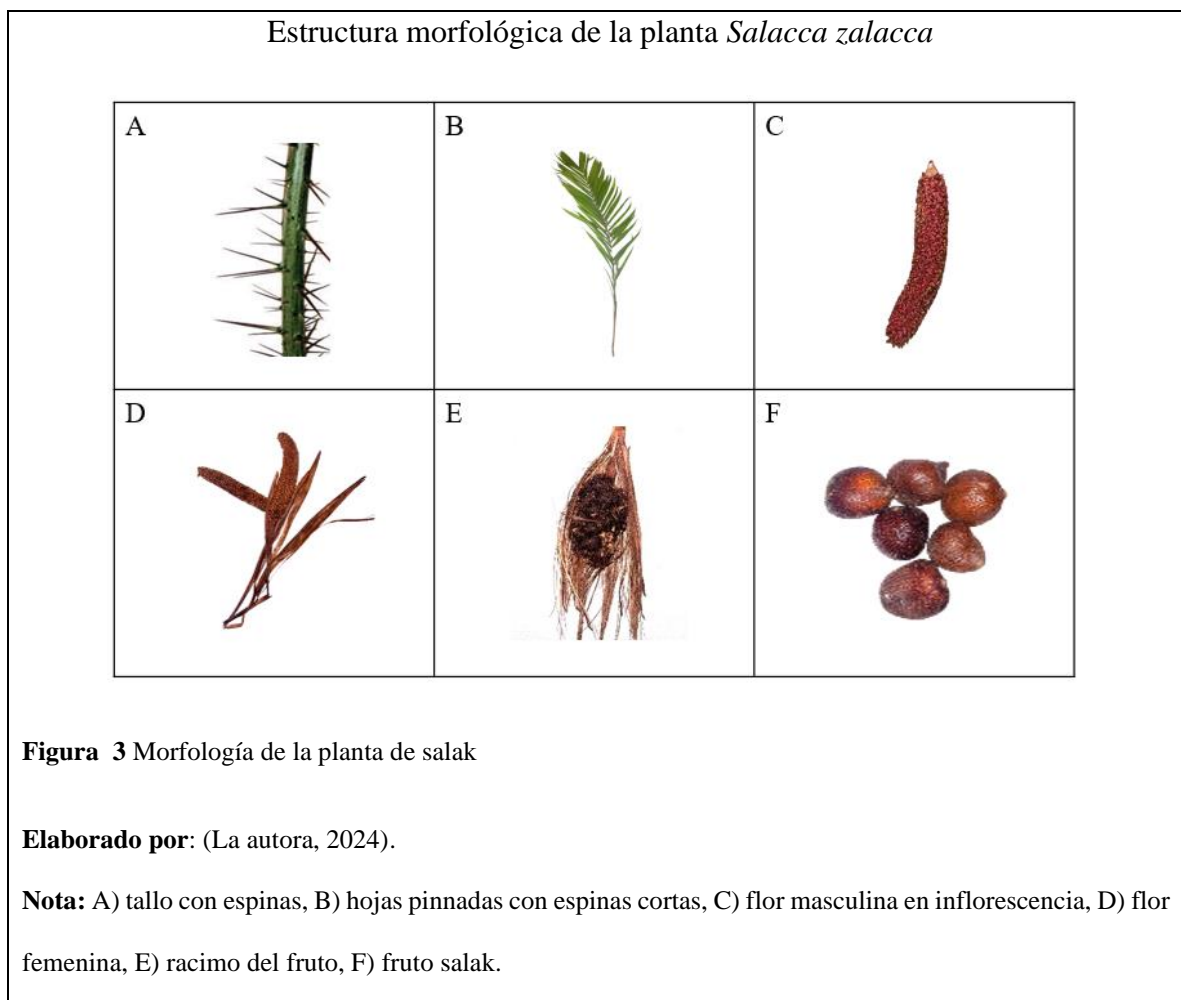 Estructura morfológica de la planta Salacca zalacca
A
B
C
D
E
F
Figura 3 Morfología de la planta de salak
Elaborado por: (La autora, 2024).
Nota: A) tallo con espinas, B) hojas pinnadas con espinas cortas, C) flor masculina en inflorescencia, D) flor
femenina, E) racimo del fruto, F) fruto salak.